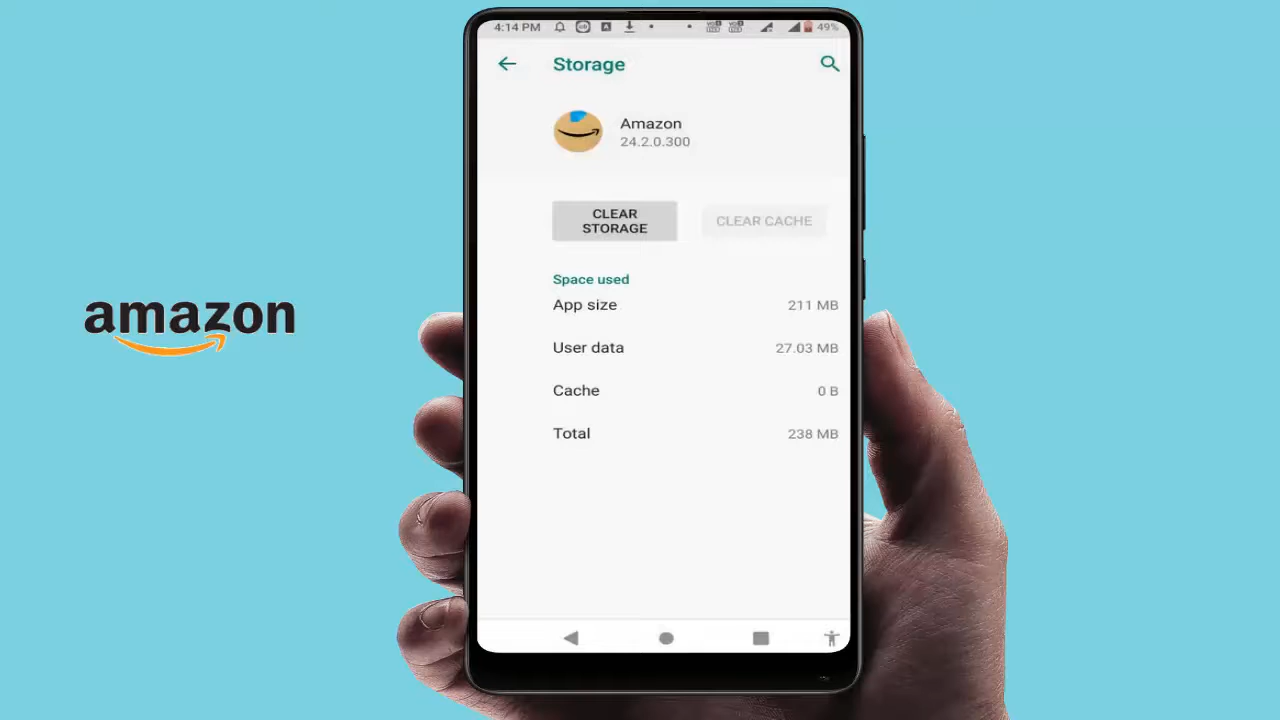 4:14 PM
49%
Storage
Amazon
24.2.0.300
CLEAR
STORAGE
CLEAR CACHE
Space used
App size 211 MB
User data 27.03 MB
Cache 0 B
Total 238 MB
amazon